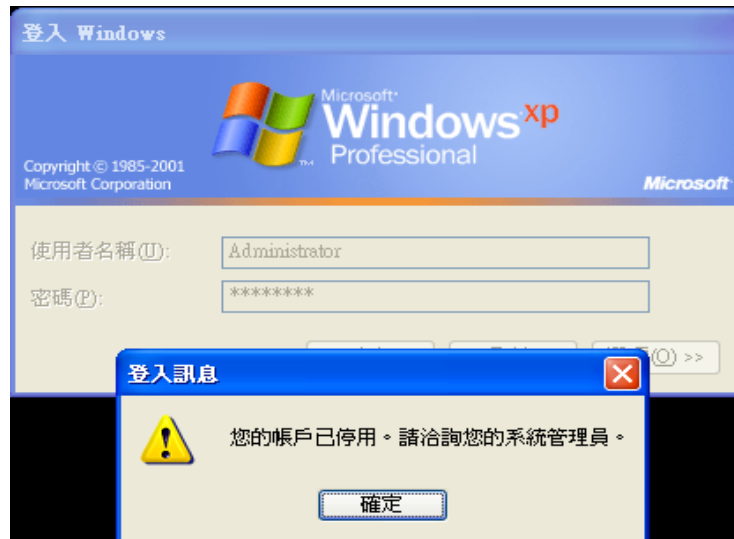 登入 Windows
Microsoft®
Windows xp
Professional
Copyright © 1985-2001
Microsoft Corporation
Microsoft
使用者名稱(U):
Administrator
密碼(P):
********
(O) >>
登入訊息
您的帳戶已停用。請洽詢您的系統管理員。
確定